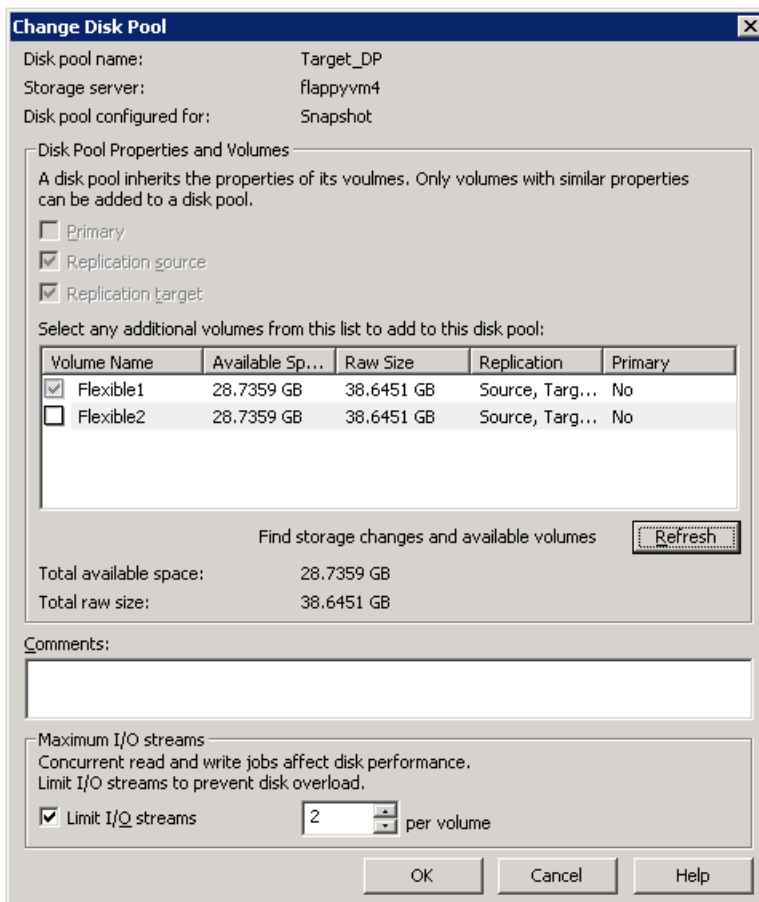 Change Disk Pool
Disk pool name: Target_DP
Storage server: flappyvm4
Disk pool configured for: Snapshot
Disk Pool Properties and Volumes
A disk pool inherits the properties of its voulmes. Only volumes with similar properties
can be added to a disk pool.
Primary
Replication source
Replication target
Select any additional volumes from this list to add to this disk pool:
Volume Name Available Sp... Raw Size Replication Primary
Flexible1 28.7359 GB 38.6451 GB Source, Targ... No
Flexible2 28.7359 GB 38.6451 GB Source, Targ... No
Find storage changes and available volumes Refresh
Total available space: 28.7359 GB
Total raw size: 38.6451 GB
Comments:
Maximum I/O streams
Concurrent read and write jobs affect disk performance.
Limit I/O streams to prevent disk overload.
Limit I/O streams 2 per volume
OK Cancel Help